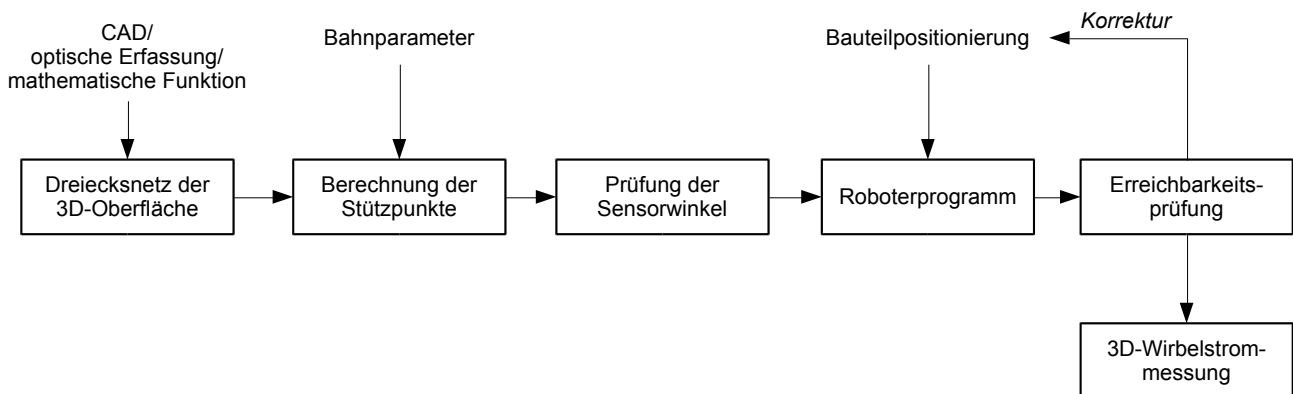 CAD/
optische Erfassung/
mathematische Funktion
Bahnparameter
Bauteilpositionierung
Korrektur
Dreiecksnetz der
3D-Oberfläche
Berechnung der
Stützpunkte
Prüfung der
Sensorwinkel
Roboterprogramm
Erreichbarkeits-
prüfung
3D-Wirbelstrom-
messung